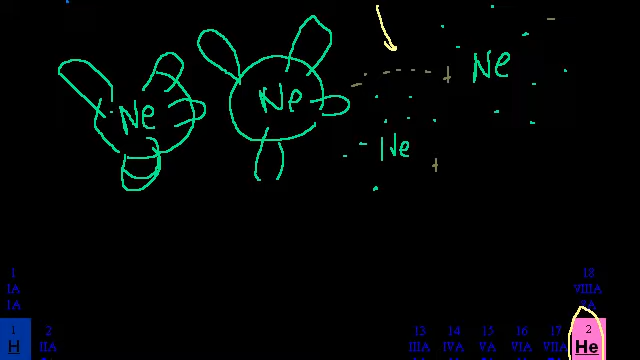 Ne Ne Ne
Ne
1 18
IA VIIIA
1A 8A
1 2 13 14 15 16 17 2
H IIA IIIA IVA VA VIA VIIA He